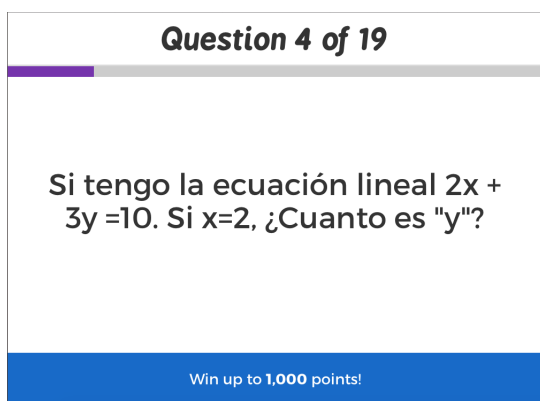 Question 4 of 19
Si tengo la ecuación lineal 2x +
3y =10. Si x=2, ¿Cuanto es "y"?
Win up to 1,000 points!